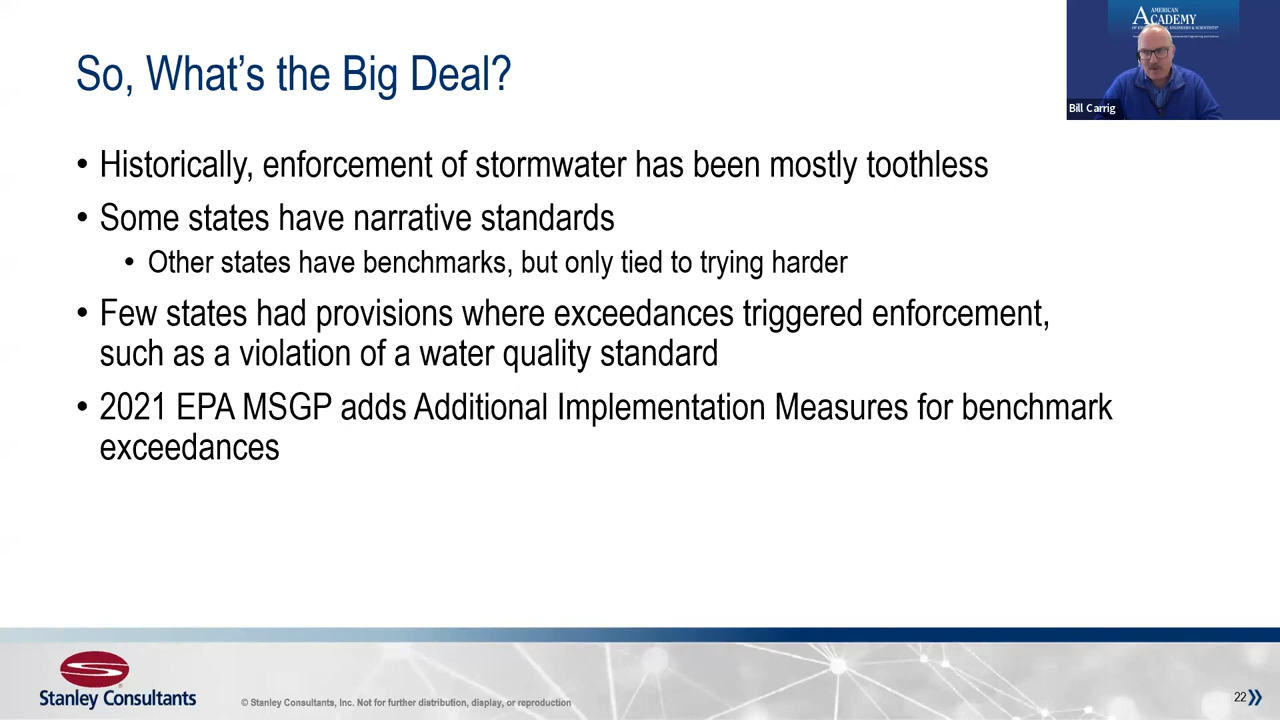 So, What's the Big Deal?
AMERICAN
ACADEMY
Bill Carrig
• Historically, enforcement of stormwater has been mostly toothless
• Some states have narrative standards
• Other states have benchmarks, but only tied to trying harder
• Few states had provisions where exceedances triggered enforcement,
such as a violation of a water quality standard
• 2021 EPA MSGP adds Additional Implementation Measures for benchmark
exceedances
Stanley Consultants
© Stanley Consultants, Inc. Not for further distribution, display, or reproduction
22